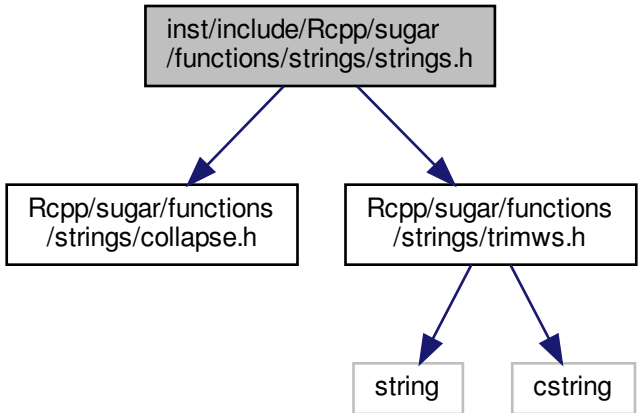 inst/include/Rcpp/sugar
/functions/strings/strings.h
Rcpp/sugar/functions
/strings/collapse.h
Rcpp/sugar/functions
/strings/trimws.h
string
cstring